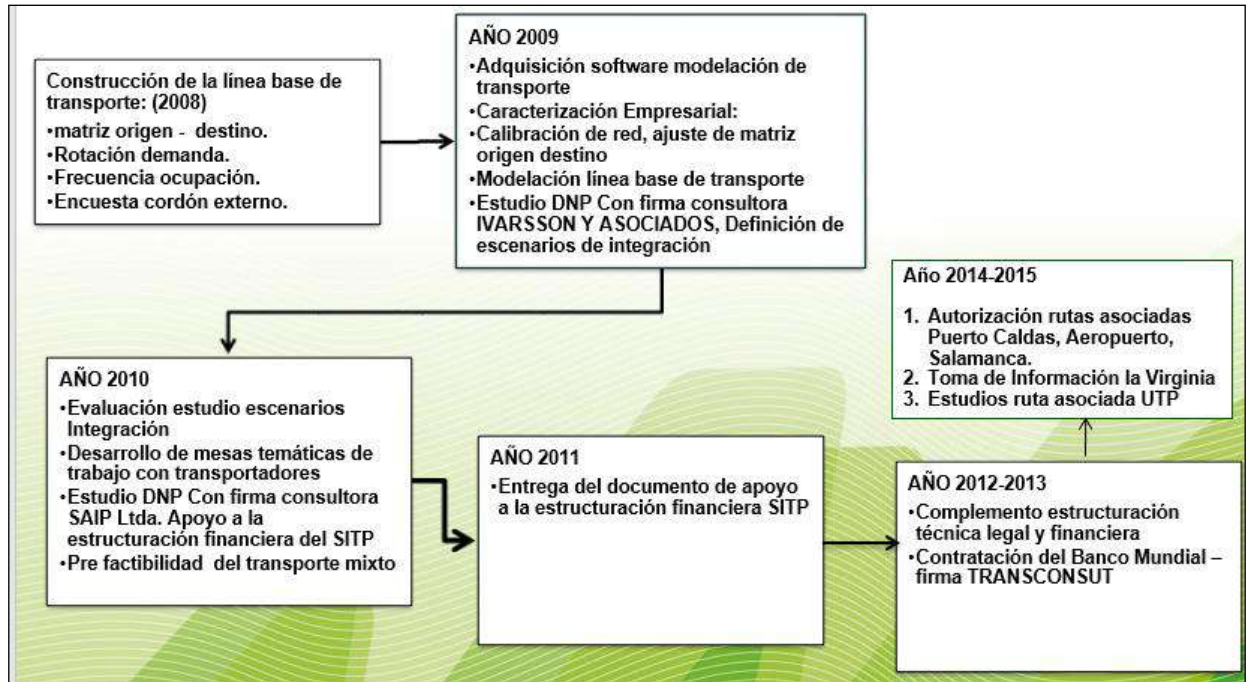 Construcción de la línea base de
transporte: (2008)
•matriz origen - destino.
•Rotación demanda.
•Frecuencia ocupación.
•Encuesta cordón externo.
AÑO 2009
•Adquisición software modelación de
transporte
•Caracterización Empresarial:
•Calibración de red, ajuste de matriz
origen destino
•Modelación línea base de transporte
•Estudio DNP Con firma consultora
IVARSSON Y ASOCIADOS, Definición de
escenarios de integración
AÑO 2010
•Evaluación estudio escenarios
Integración
•Desarrollo de mesas temáticas de
trabajo con transportadores
•Estudio DNP Con firma consultora
SAIP Ltda. Apoyo a la
estructuración financiera del SITP
•Pre factibilidad del transporte mixto
AÑO 2011
•Entrega del documento de apoyo
a la estructuración financiera SITP
AÑO 2012-2013
•Complemento estructuración
técnica legal y financiera
•Contratación del Banco Mundial –
firma TRANSCONSUT
Año 2014-2015
1. Autorización rutas asociadas
Puerto Caldas, Aeropuerto,
Salamanca.
2. Toma de Información la Virginia
3. Estudios ruta asociada UTP